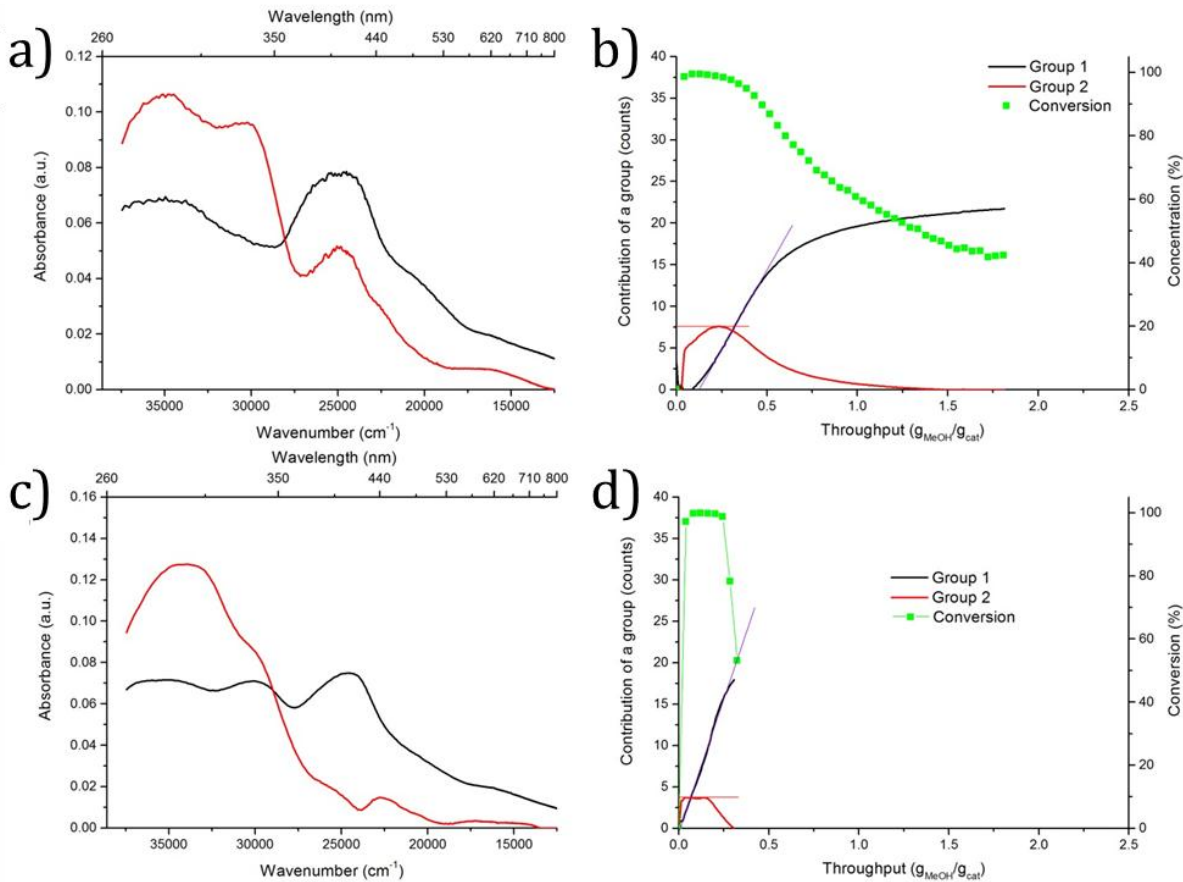 a)
Wavelength (nm)
260 350 440 530 620 710 800
0.12
0.10
0.08
0.06
0.04
0.02
0.00
Absorbance (a.u.)
35000 30000 25000 20000 15000
Wavenumber (cm⁻¹)
b)
Group 1
Group 2
Conversion
40
35
30
25
20
15
10
5
0
Contribution of a group (counts)
100
80
60
40
20
0
Concentration (%)
0.0 0.5 1.0 1.5 2.0 2.5
Throughput (gMeOH/gcat)
c)
Wavelength (nm)
260 350 440 530 620 710 800
0.16
0.14
0.12
0.10
0.08
0.06
0.04
0.02
0.00
Absorbance (a.u.)
35000 30000 25000 20000 15000
Wavenumber (cm⁻¹)
d)
Group 1
Group 2
Conversion
40
35
30
25
20
15
10
5
0
Contribution of a group (counts)
100
80
60
40
20
0
Conversion (%)
0.0 0.5 1.0 1.5 2.0 2.5
Throughput (gMeOH/gcat)